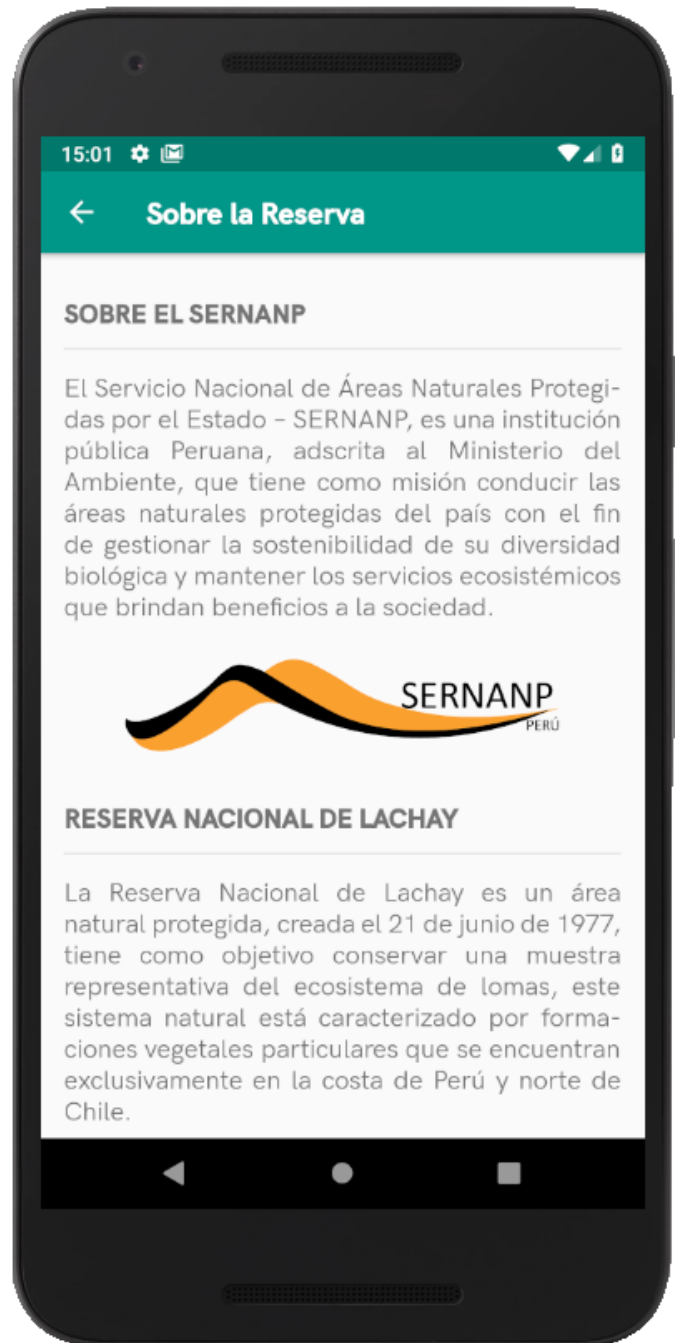 15:01
Sobre la Reserva
SOBRE EL SERNANP
El Servicio Nacional de Áreas Naturales Protegi-
das por el Estado – SERNANP, es una institución
pública Peruana, adscrita al Ministerio del
Ambiente, que tiene como misión conducir las
áreas naturales protegidas del país con el fin
de gestionar la sostenibilidad de su diversidad
biológica y mantener los servicios ecosistémicos
que brindan beneficios a la sociedad.
SERNANP
PERÚ
RESERVA NACIONAL DE LACHAY
La Reserva Nacional de Lachay es un área
natural protegida, creada el 21 de junio de 1977,
tiene como objetivo conservar una muestra
representativa del ecosistema de lomas, este
sistema natural está caracterizado por forma-
ciones vegetales particulares que se encuentran
exclusivamente en la costa de Perú y norte de
Chile.